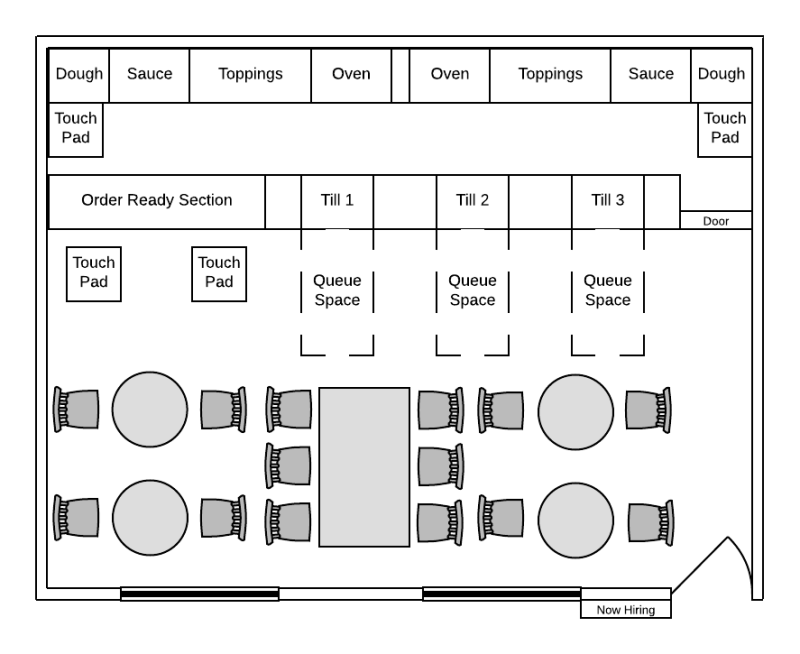 Dough
Sauce
Toppings
Oven
Oven
Toppings
Sauce
Dough
Touch
Pad
Touch
Pad
Order Ready Section
Till 1
Till 2
Till 3
Door
Touch
Pad
Touch
Pad
Queue
Space
Queue
Space
Queue
Space
Now Hiring